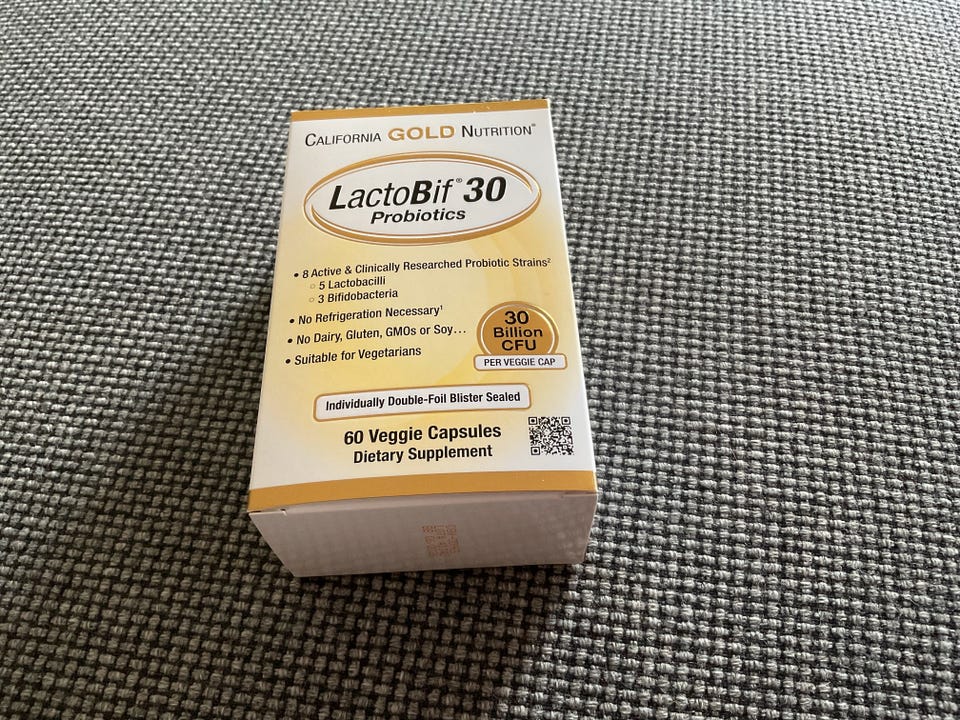 CALIFORNIA GOLD NUTRITION®
LactoBif® 30
Probiotics
• 8 Active & Clinically Researched Probiotic Strains²
○ 5 Lactobacilli
○ 3 Bifidobacteria
• No Refrigeration Necessary¹
• No Dairy, Gluten, GMOs or Soy...
• Suitable for Vegetarians
30
Billion
CFU
PER VEGGIE CAP
Individually Double-Foil Blister Sealed
60 Veggie Capsules
Dietary Supplement